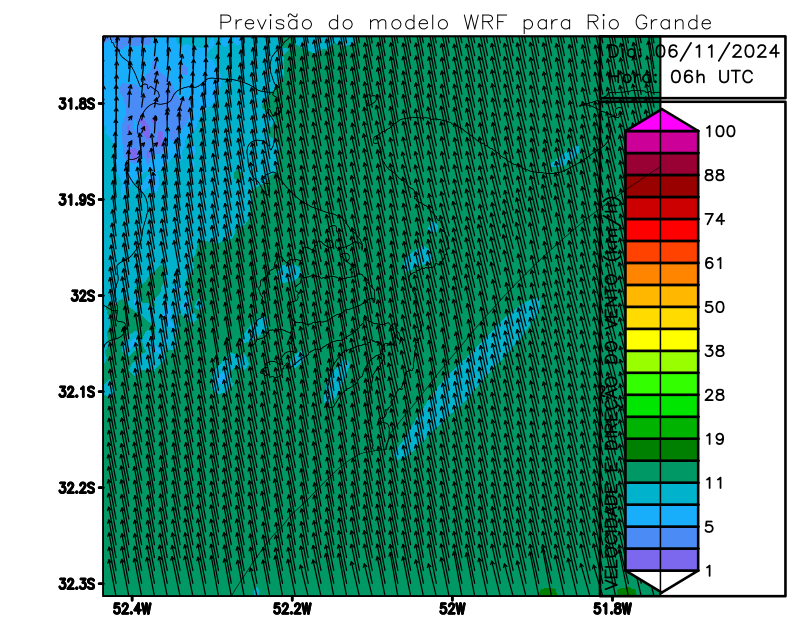 Previsão do modelo WRF para Rio Grande
Dia: 06/11/2024
Hora: 06h UTC
31.8S
31.9S
32S
32.1S
32.2S
32.3S
52.4W
52.2W
52W
51.8W
VELOCIDADE E DIREÇÃO DO VENTO (km/h)
100
88
74
61
50
38
28
19
11
5
1